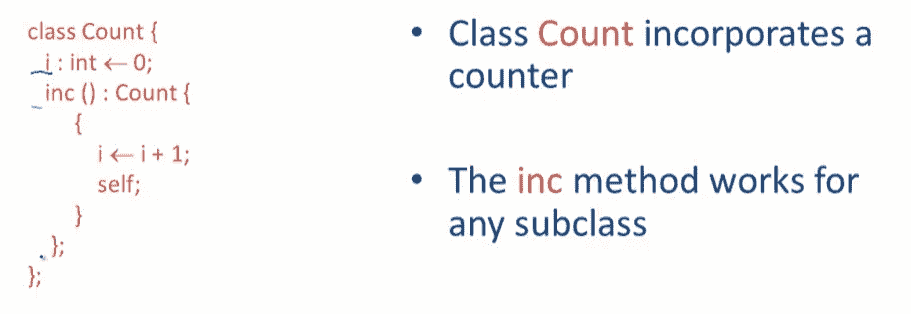 class Count {
i : int ← 0;
inc () : Count {
{
i ← i + 1;
self;
}
};
};
• Class Count incorporates a
counter
• The inc method works for
any subclass